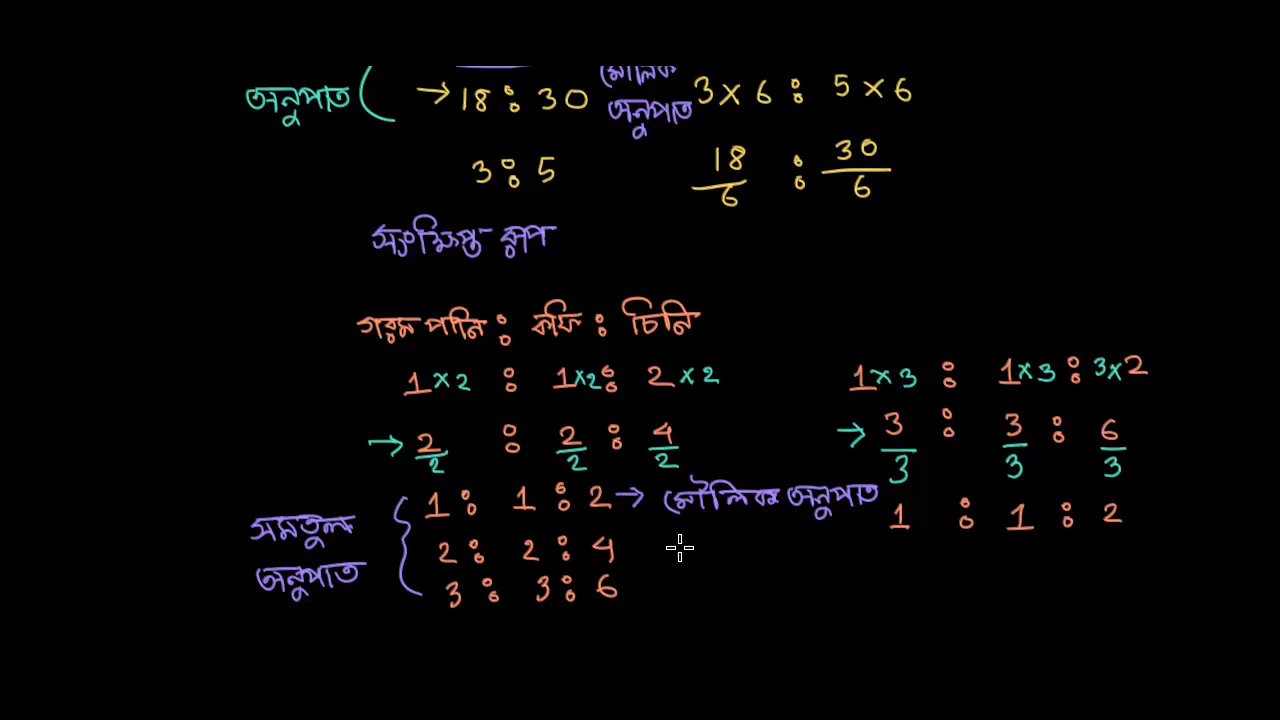 মৌলিক
অনুপাত ( → 18 : 30 অনুপাত 3 × 6 : 5 × 6
3 : 5 18/6 : 30/6
সংক্ষিপ্ত রূপ
গরম পানি : কফি : চিনি
1 × 2 : 1 × 2 : 2 × 2 1 × 3 : 1 × 3 : 3 × 2
→ 2/2 : 2/2 : 4/2 → 3/3 : 3/3 : 6/3
1 : 1 : 2 → মৌলিক অনুপাত 1 : 1 : 2
সমতুল্য { 2 : 2 : 4
অনুপাত 3 : 3 : 6